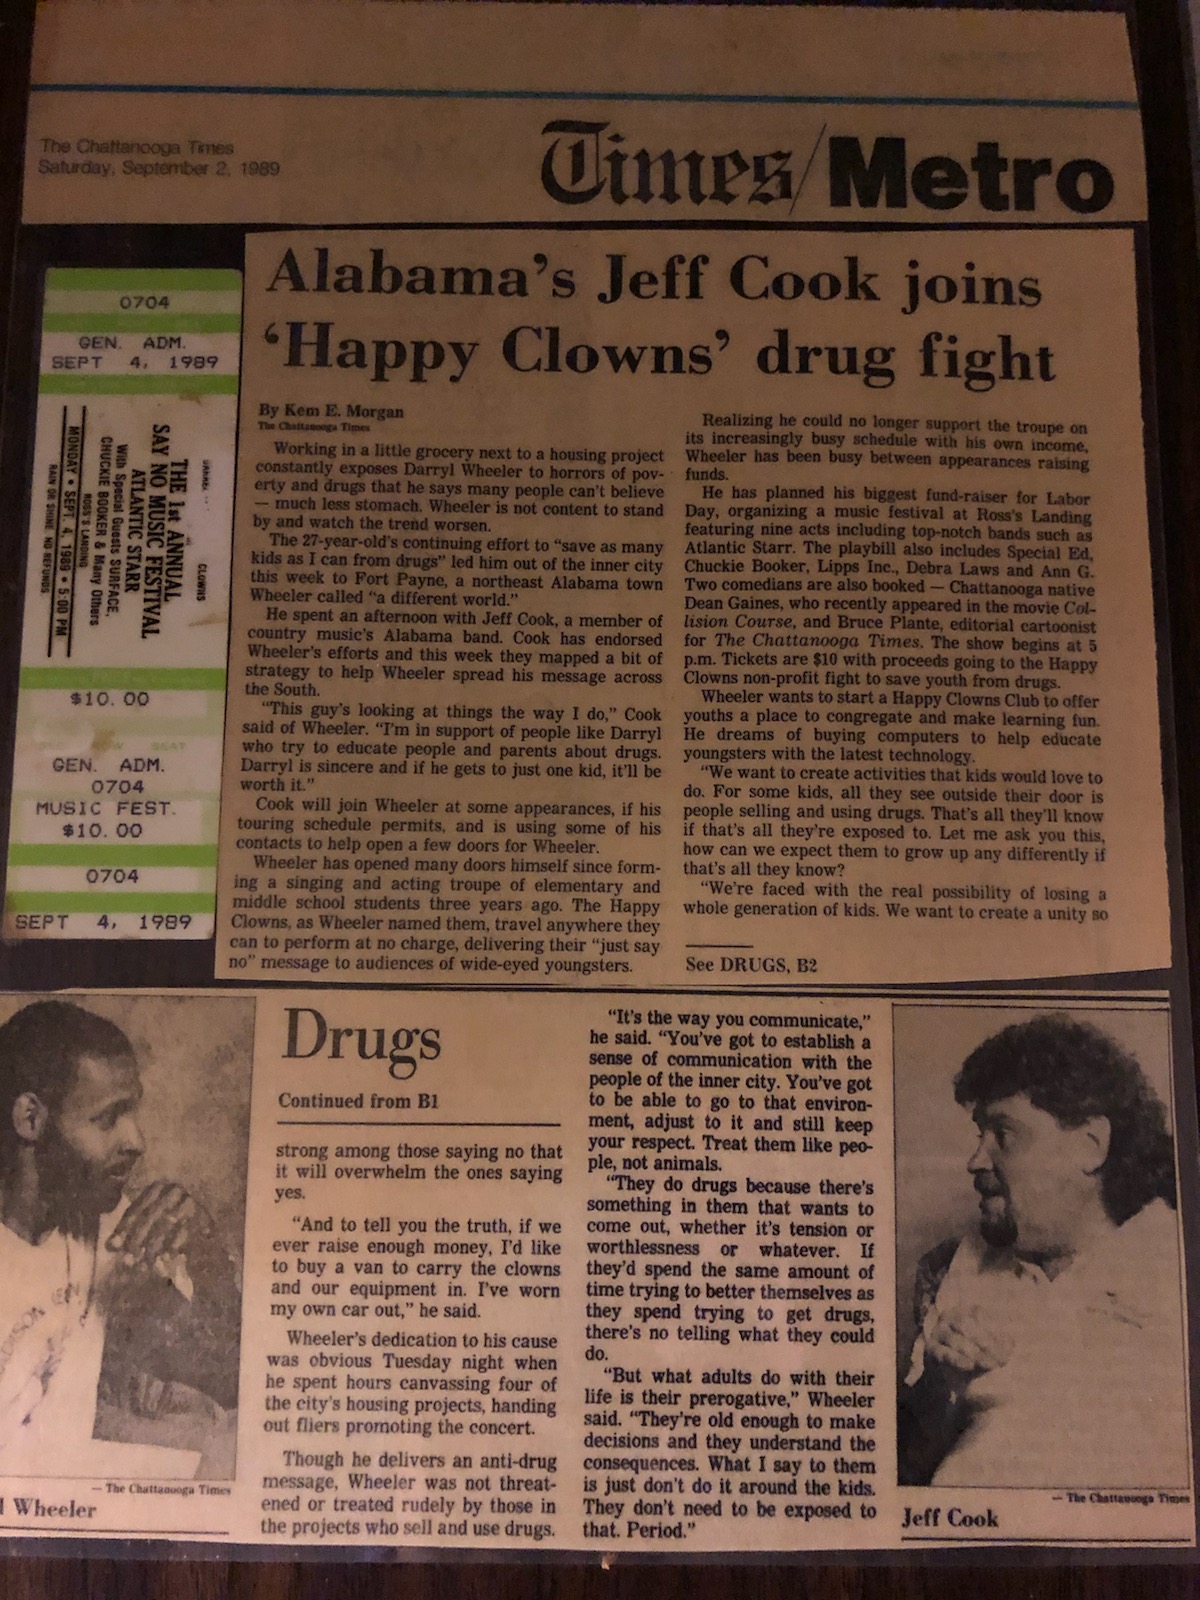 The Chattanooga Times
Saturday, September 2, 1989
Times/Metro
Alabama's Jeff Cook joins
'Happy Clowns' drug fight
By Kem E. Morgan
The Chattanooga Times
Working in a little grocery next to a housing project
constantly exposes Darryl Wheeler to horrors of pov-
erty and drugs that he says many people can't believe
— much less stomach. Wheeler is not content to stand
by and watch the trend worsen.
The 27-year-old's continuing effort to "save as many
kids as I can from drugs" led him out of the inner city
this week to Fort Payne, a northeast Alabama town
Wheeler called "a different world."
He spent an afternoon with Jeff Cook, a member of
country music's Alabama band. Cook has endorsed
Wheeler's efforts and this week they mapped a bit of
strategy to help Wheeler spread his message across
the South.
"This guy's looking at things the way I do," Cook
said of Wheeler. "I'm in support of people like Darryl
who try to educate people and parents about drugs.
Darryl is sincere and if he gets to just one kid, it'll be
worth it."
Cook will join Wheeler at some appearances, if his
touring schedule permits, and is using some of his
contacts to help open a few doors for Wheeler.
Wheeler has opened many doors himself since form-
ing a singing and acting troupe of elementary and
middle school students three years ago. The Happy
Clowns, as Wheeler named them, travel anywhere they
can to perform at no charge, delivering their "just say
no" message to audiences of wide-eyed youngsters.
Realizing he could no longer support the troupe on
its increasingly busy schedule with his own income,
Wheeler has been busy between appearances raising
funds.
He has planned his biggest fund-raiser for Labor
Day, organizing a music festival at Ross's Landing
featuring nine acts including top-notch bands such as
Atlantic Starr. The playbill also includes Special Ed,
Chuckie Booker, Lipps Inc., Debra Laws and Ann G.
Two comedians are also booked — Chattanooga native
Dean Gaines, who recently appeared in the movie Col-
lision Course, and Bruce Plante, editorial cartoonist
for The Chattanooga Times. The show begins at 5
p.m. Tickets are $10 with proceeds going to the Happy
Clowns non-profit fight to save youth from drugs.
Wheeler wants to start a Happy Clowns Club to offer
youths a place to congregate and make learning fun.
He dreams of buying computers to help educate
youngsters with the latest technology.
"We want to create activities that kids would love to
do. For some kids, all they see outside their door is
people selling and using drugs. That's all they'll know
if that's all they're exposed to. Let me ask you this,
how can we expect them to grow up any differently if
that's all they know?
"We're faced with the real possibility of losing a
whole generation of kids. We want to create a unity so
See DRUGS, B2
0704
GEN. ADM.
SEPT 4, 1989
CLOWNS
THE 1st ANNUAL
SAY NO MUSIC FESTIVAL
ATLANTIC STARR
With Special Guests SURFACE,
CHUCKIE BOOKER & Many Others
ROSS'S LANDING
MONDAY • SEPT. 4, 1989 • 5:00 PM
RAIN OR SHINE NO REFUNDS
$10.00
GEN. ADM.
0704
MUSIC FEST.
$10.00
0704
SEPT 4, 1989
— The Chattanooga Times
Wheeler
Drugs
Continued from B1
strong among those saying no that
it will overwhelm the ones saying
yes.
"And to tell you the truth, if we
ever raise enough money, I'd like
to buy a van to carry the clowns
and our equipment in. I've worn
my own car out," he said.
Wheeler's dedication to his cause
was obvious Tuesday night when
he spent hours canvassing four of
the city's housing projects, handing
out fliers promoting the concert.
Though he delivers an anti-drug
message, Wheeler was not threat-
ened or treated rudely by those in
the projects who sell and use drugs.
"It's the way you communicate,"
he said. "You've got to establish a
sense of communication with the
people of the inner city. You've got
to be able to go to that environ-
ment, adjust to it and still keep
your respect. Treat them like peo-
ple, not animals.
"They do drugs because there's
something in them that wants to
come out, whether it's tension or
worthlessness or whatever. If
they'd spend the same amount of
time trying to better themselves as
they spend trying to get drugs,
there's no telling what they could
do.
"But what adults do with their
life is their prerogative," Wheeler
said. "They're old enough to make
decisions and they understand the
consequences. What I say to them
is just don't do it around the kids.
They don't need to be exposed to
that. Period."
— The Chattanooga Times
Jeff Cook